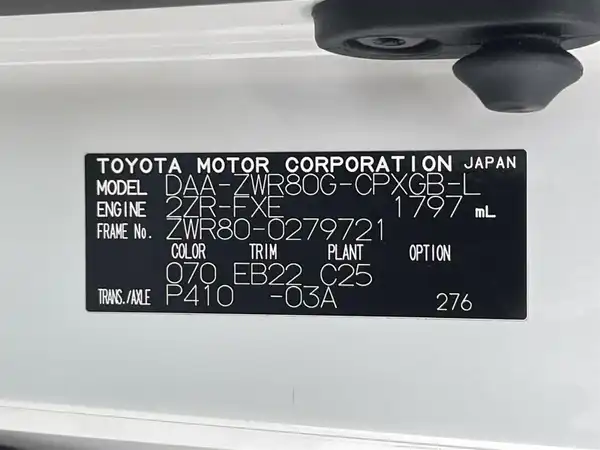 TOYOTA MOTOR CORPORATION JAPAN
MODEL DAA-ZWR80G-CPXGB-L
ENGINE 2ZR-FXE 1797 mL
FRAME No. ZWR80-0279721
COLOR TRIM PLANT OPTION
070 EB22 C25
TRANS./AXLE P410 -03A 276